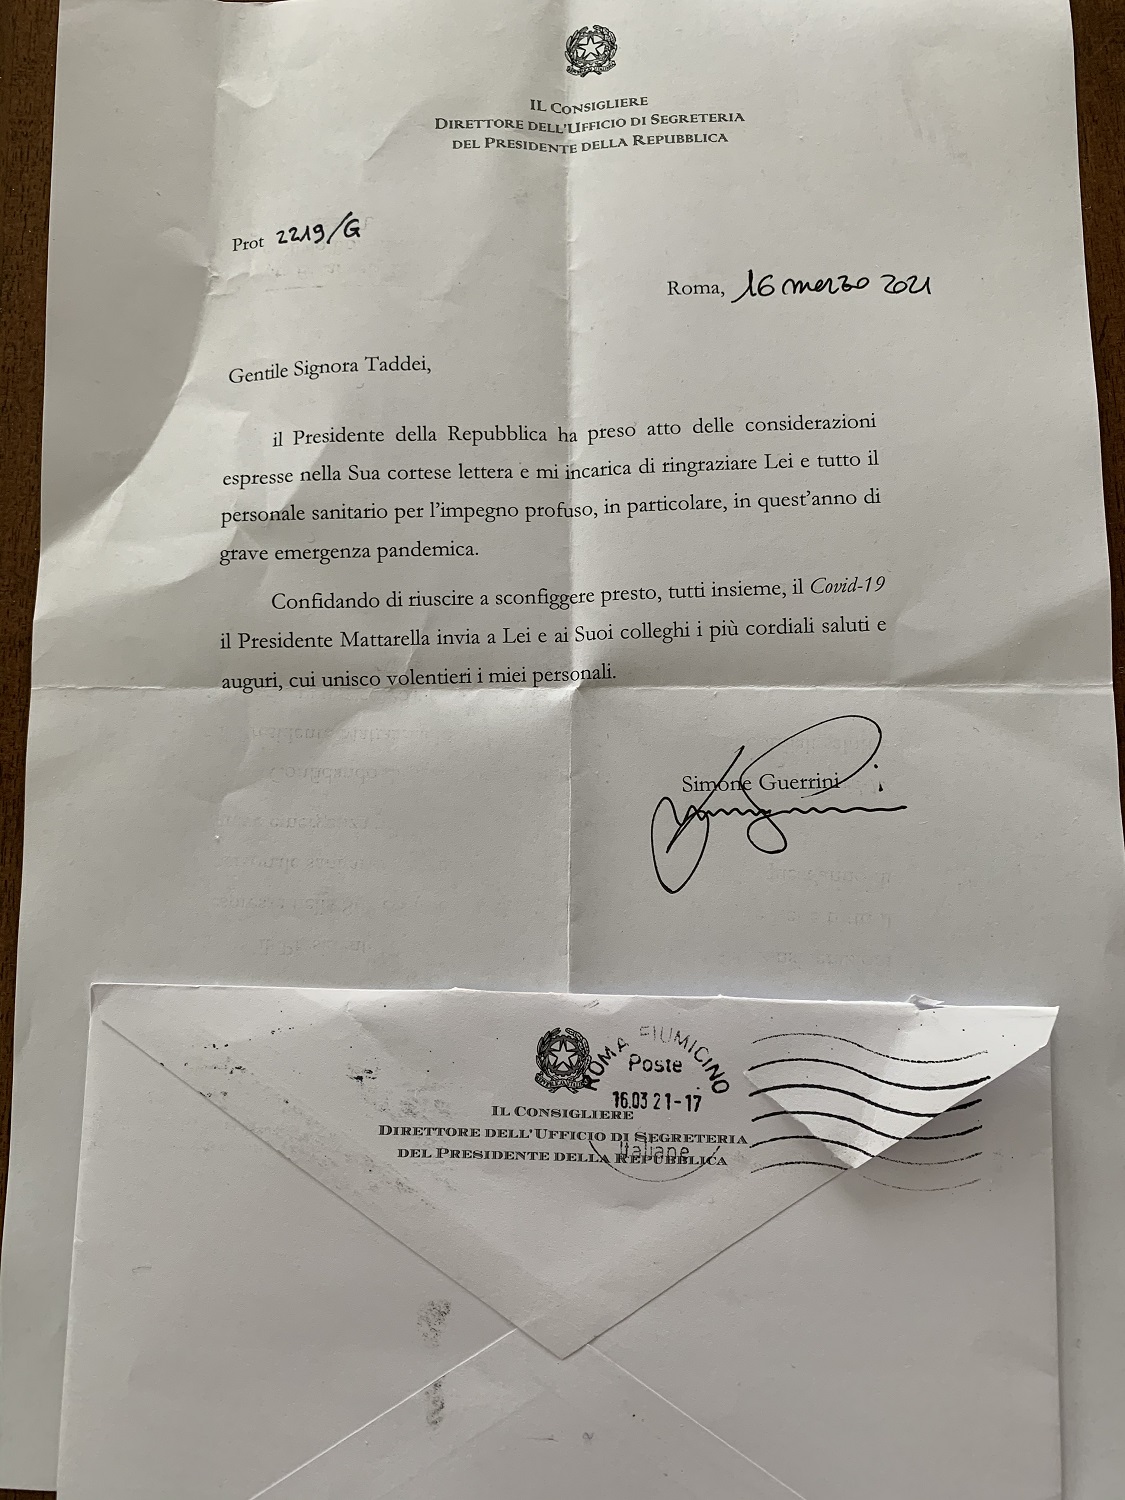 IL CONSIGLIERE
DIRETTORE DELL'UFFICIO DI SEGRETERIA
DEL PRESIDENTE DELLA REPUBBLICA
Prot 2219/G
Roma, 16 marzo 2021
Gentile Signora Taddei,
il Presidente della Repubblica ha preso atto delle considerazioni
espresse nella Sua cortese lettera e mi incarica di ringraziare Lei e tutto il
personale sanitario per l'impegno profuso, in particolare, in quest'anno di
grave emergenza pandemica.
Confidando di riuscire a sconfiggere presto, tutti insieme, il Covid-19
il Presidente Mattarella invia a Lei e ai Suoi colleghi i più cordiali saluti e
auguri, cui unisco volentieri i miei personali.
Simone Guerrini
ROMA FIUMICINO
Poste
16.03 21-17
Italiane
IL CONSIGLIERE
DIRETTORE DELL'UFFICIO DI SEGRETERIA
DEL PRESIDENTE DELLA REPUBBLICA